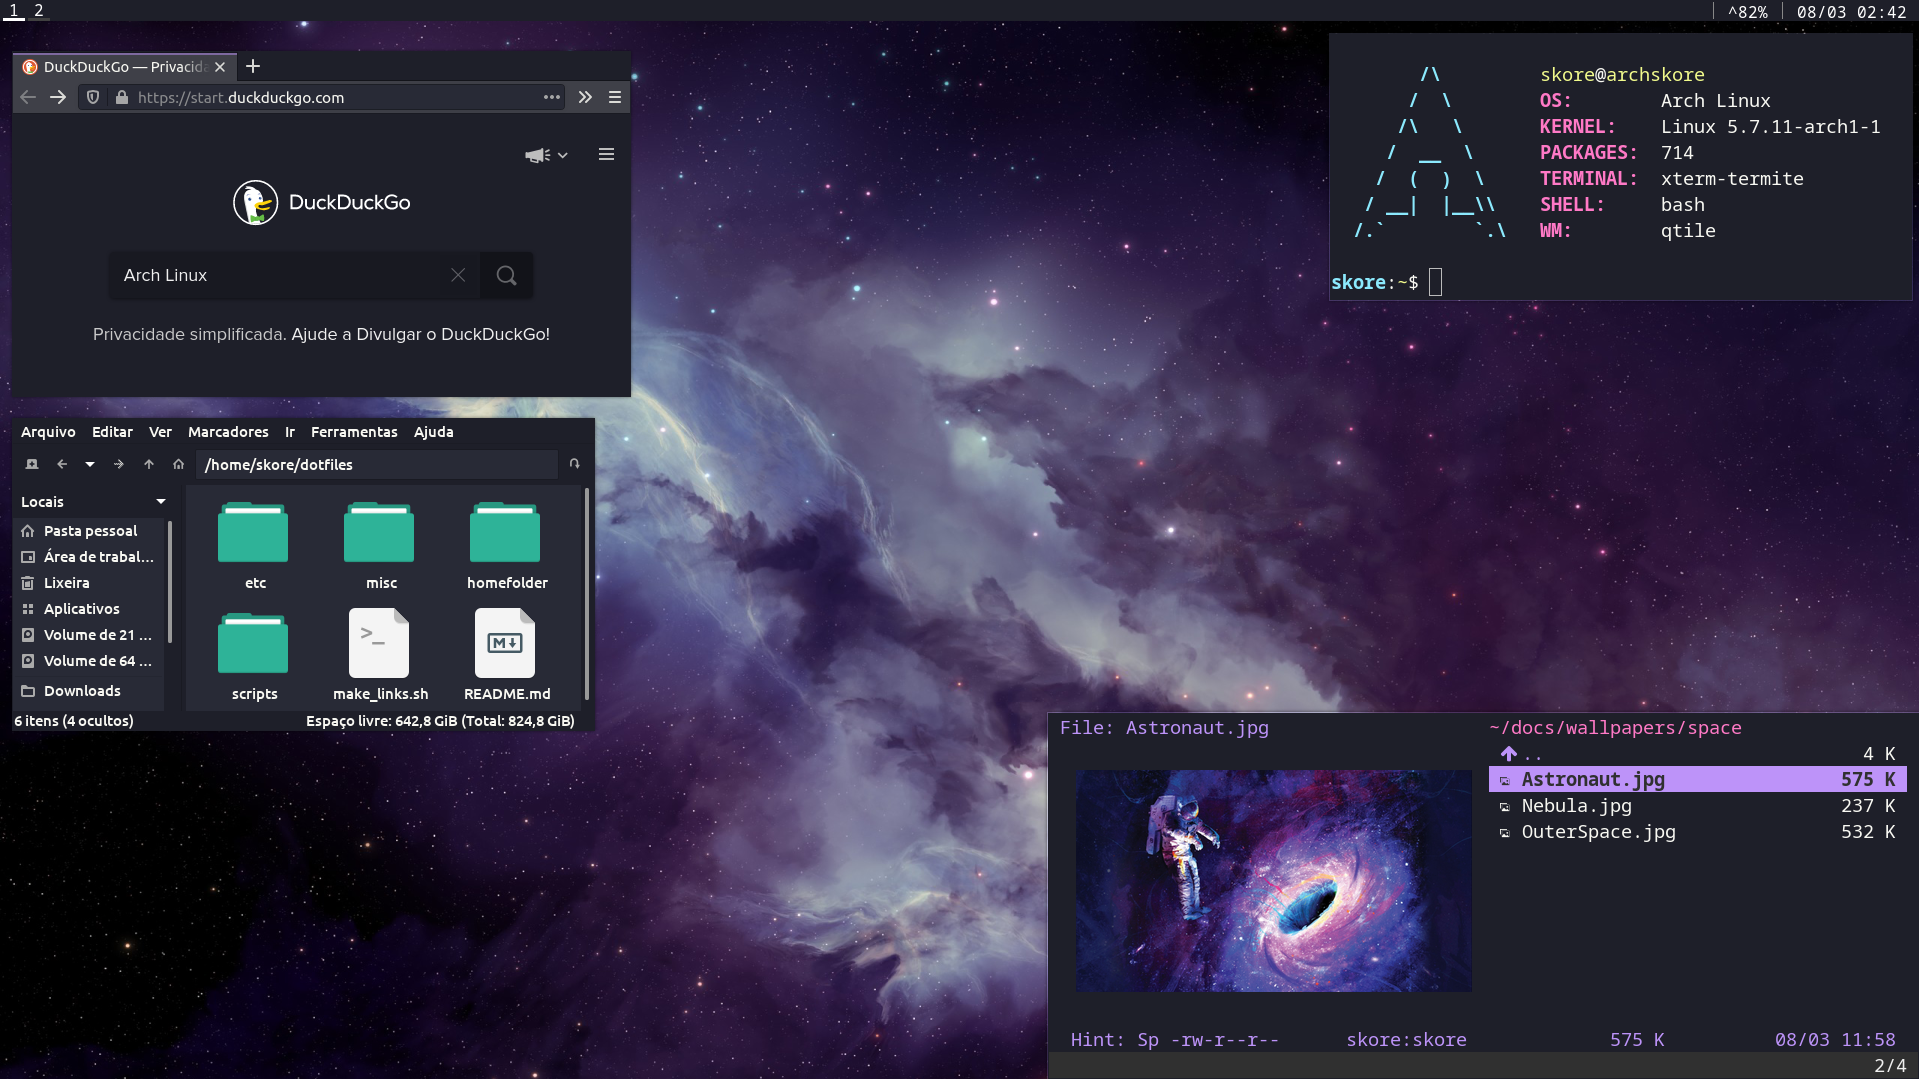 1 2
^82% 08/03 02:42
DuckDuckGo — Privacida
https://start.duckduckgo.com
DuckDuckGo
Arch Linux
Privacidade simplificada. Ajude a Divulgar o DuckDuckGo!
Arquivo Editar Ver Marcadores Ir Ferramentas Ajuda
/home/skore/dotfiles
Locais
Pasta pessoal
Área de trabal...
Lixeira
Aplicativos
Volume de 21 ...
Volume de 64 ...
Downloads
etc misc homefolder
scripts make_links.sh README.md
6 itens (4 ocultos) Espaço livre: 642,8 GiB (Total: 824,8 GiB)
skore@archskore
OS: Arch Linux
KERNEL: Linux 5.7.11-arch1-1
PACKAGES: 714
TERMINAL: xterm-termite
SHELL: bash
WM: qtile
skore:~$
File: Astronaut.jpg
~/docs/wallpapers/space
.. 4 K
Astronaut.jpg 575 K
Nebula.jpg 237 K
OuterSpace.jpg 532 K
Hint: Sp -rw-r--r-- skore:skore 575 K 08/03 11:58
2/4